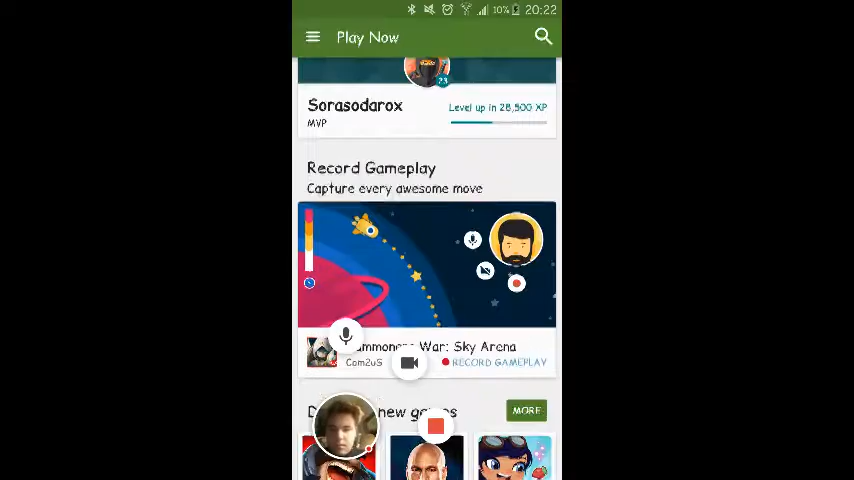 10% 20:22
Play Now
23
Sorasodarox
Level up in 28,500 XP
MVP
Record Gameplay
Capture every awesome move
War: Sky Arena
Com2uS
RECORD GAMEPLAY
new games
MORE